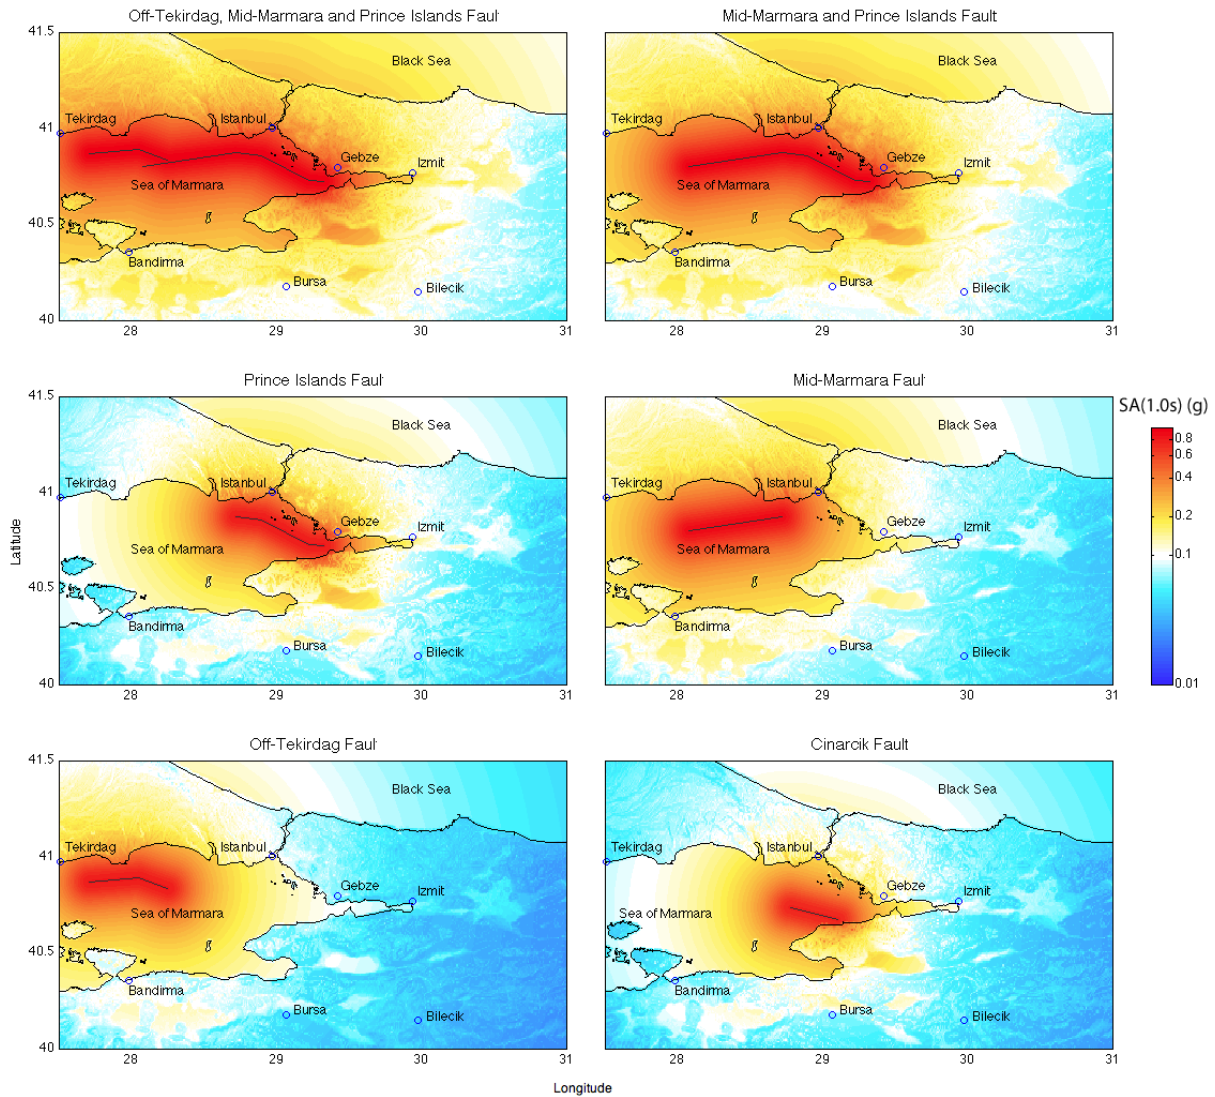 Off-Tekirdag, Mid-Marmara and Prince Islands Faul
41.5
41
40.5
40
28
29
30
31
Black Sea
Tekirdag
Istanbul
Gebze
Izmit
Sea of Marmara
Bandirma
Bursa
Bilecik
Mid-Marmara and Prince Islands Fault
28
29
30
31
Black Sea
Tekirdag
Istanbul
Gebze
Izmit
Sea of Marmara
Bandirma
Bursa
Bilecik
Prince Islands Faul
41.5
41
40.5
40
28
29
30
31
Black Sea
Tekirdag
Istanbul
Gebze
Izmit
Sea of Marmara
Bandirma
Bursa
Bilecik
Latitude
Mid-Marmara Faul
28
29
30
31
Black Sea
Tekirdag
Istanbul
Gebze
Izmit
Sea of Marmara
Bandirma
Bursa
Bilecik
SA(1.0s) (g)
0.8
0.6
0.4
0.2
0.1
0.01
Off-Tekirdag Faul
41.5
41
40.5
40
28
29
30
31
Black Sea
Tekirdag
Istanbul
Gebze
Izmit
Sea of Marmara
Bandirma
Bursa
Bilecik
Cinarcik Fault
28
29
30
31
Black Sea
Tekirdag
Istanbul
Gebze
Izmit
Sea of Marmara
Bandirma
Bursa
Bilecik
Longitude